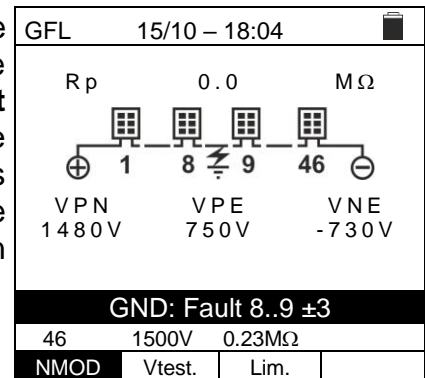 GFL 15/10 – 18:04
Rp 0.0 MΩ
1 8 9 46
VPN VPE VNE
1480V 750V -730V
GND: Fault 8..9 ±3
46 1500V 0.23MΩ
NMOD Vtest. Lim.